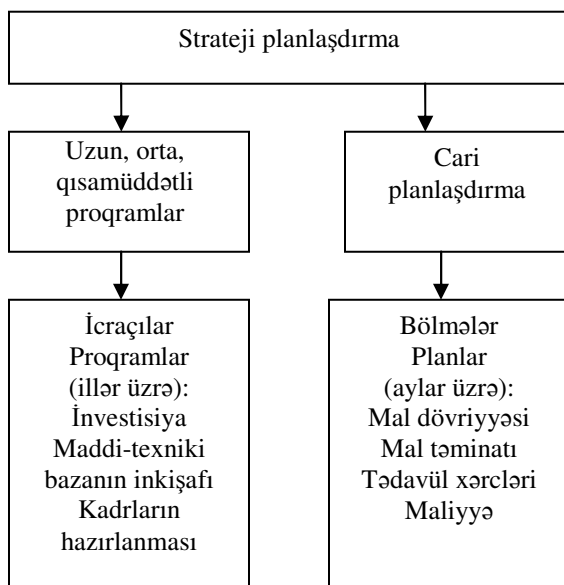 Strateji planlaşdırma
Uzun, orta,
qısamüddətli
proqramlar
Cari
planlaşdırma
İcraçılar
Proqramlar
(illər üzrə):
İnvestisiya
Maddi-texniki
bazanın inkişafı
Kadrların
hazırlanması
Bölmələr
Planlar
(aylar üzrə):
Mal dövriyyəsi
Mal təminatı
Tədavül xərcləri
Maliyyə